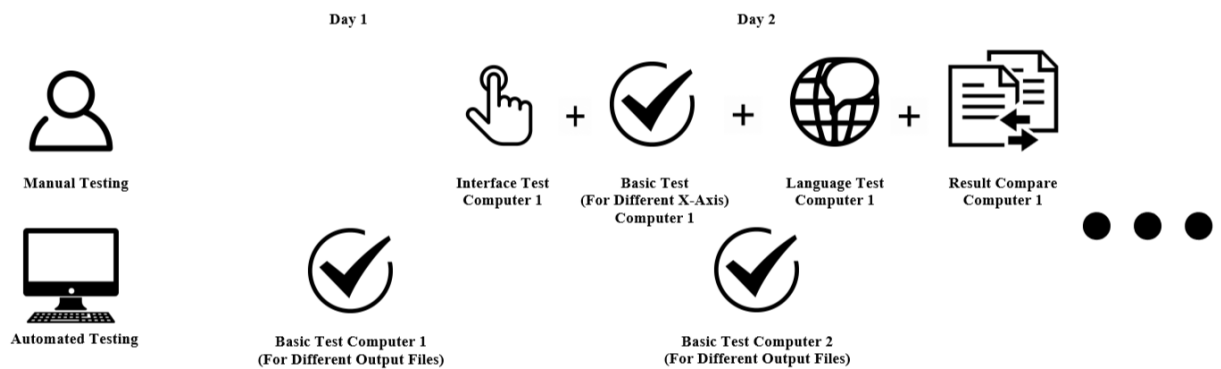 Day 1
Day 2
Manual Testing
Interface Test
Computer 1
Basic Test
(For Different X-Axis)
Computer 1
Language Test
Computer 1
Result Compare
Computer 1
Automated Testing
Basic Test Computer 1
(For Different Output Files)
Basic Test Computer 2
(For Different Output Files)